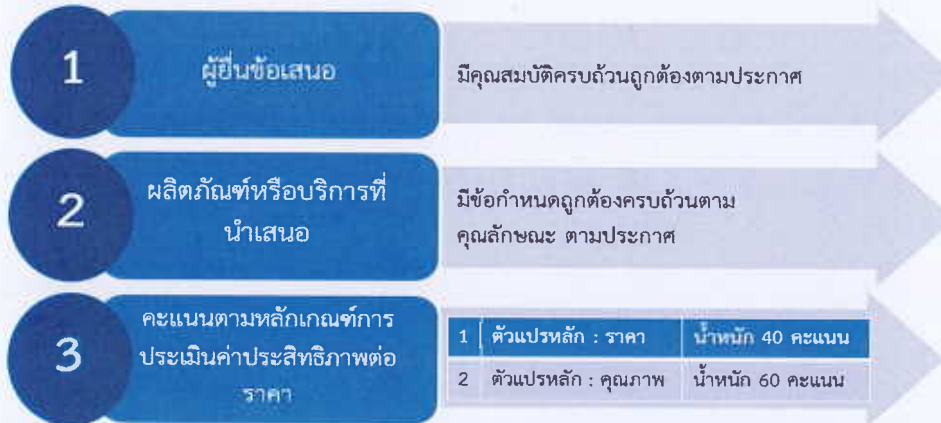 1
ผู้ยื่นข้อเสนอ
มีคุณสมบัติครบถ้วนถูกต้องตามประกาศ
2
ผลิตภัณฑ์หรือบริการที่
นำเสนอ
มีข้อกำหนดถูกต้องครบถ้วนตาม
คุณลักษณะ ตามประกาศ
3
คะแนนตามหลักเกณฑ์การ
ประเมินค่าประสิทธิภาพต่อ
ราคา
1 ตัวแปรหลัก : ราคา น้ำหนัก 40 คะแนน
2 ตัวแปรหลัก : คุณภาพ น้ำหนัก 60 คะแนน